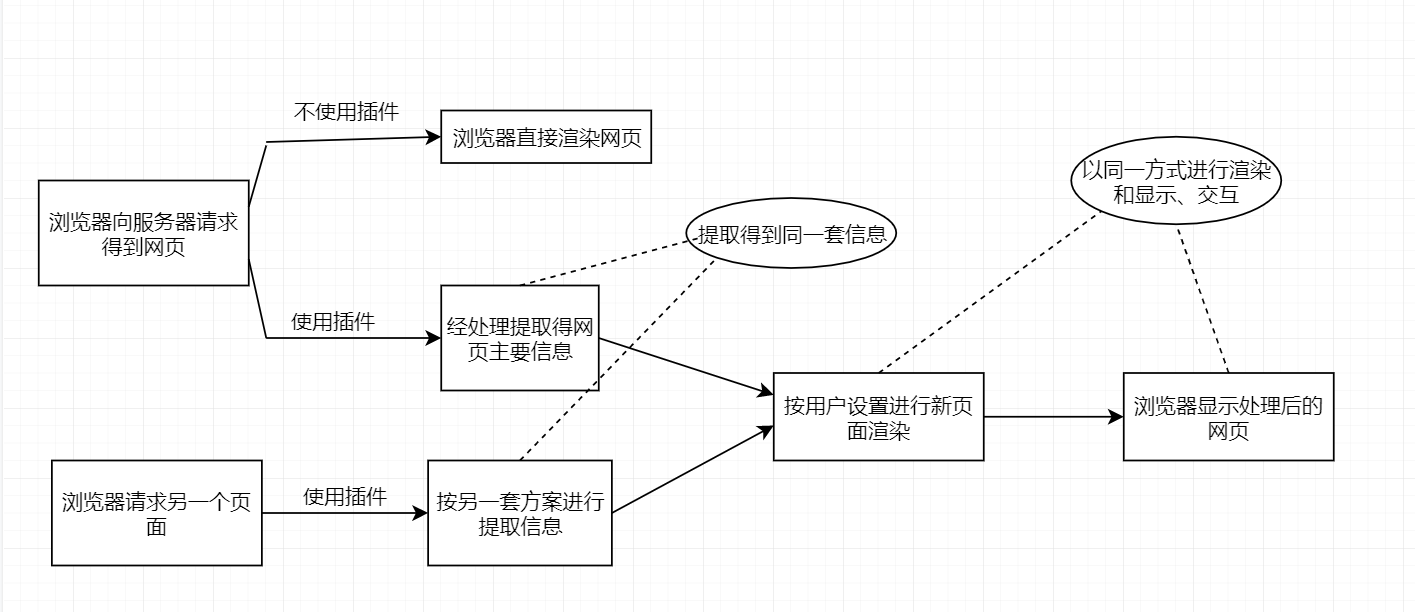 不使用插件
浏览器直接渲染网页
浏览器向服务器请求
得到网页
使用插件
经处理提取得网
页主要信息
提取得到同一套信息
以同一方式进行渲染
和显示、交互
按用户设置进行新页
面渲染
浏览器显示处理后的
网页
浏览器请求另一个页
面
使用插件
按另一套方案进行
提取信息